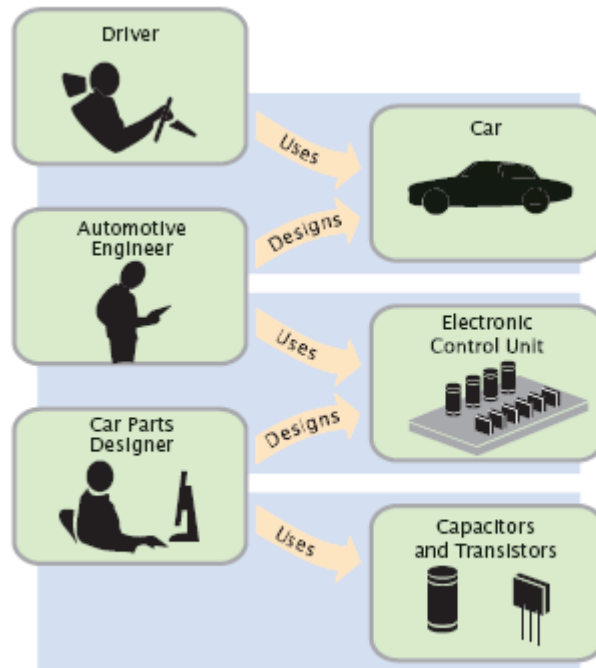 Driver
Uses
Car
Automotive
Engineer
Designs
Uses
Electronic
Control Unit
Car Parts
Designer
Designs
Uses
Capacitors
and Transistors